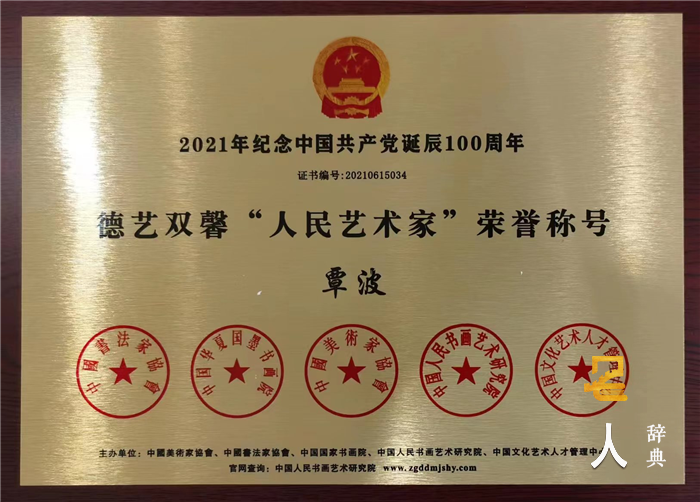 2021年纪念中国共产党诞辰100周年
证书编号:20210615034
德艺双馨“人民艺术家”荣誉称号
覃波
中國書法家協會
中国华夏国墨书画院
中國美術家協會
中国人民书画艺术研究院
中国文化艺术人才管理
主办单位：中國美術家協會、中國書法家協會、中国国家书画院、中国人民书画艺术研究院、中国文化艺术人才管理中
官网查询：中国人民书画艺术研究院 www.zgddmjshy.com
人
辞典